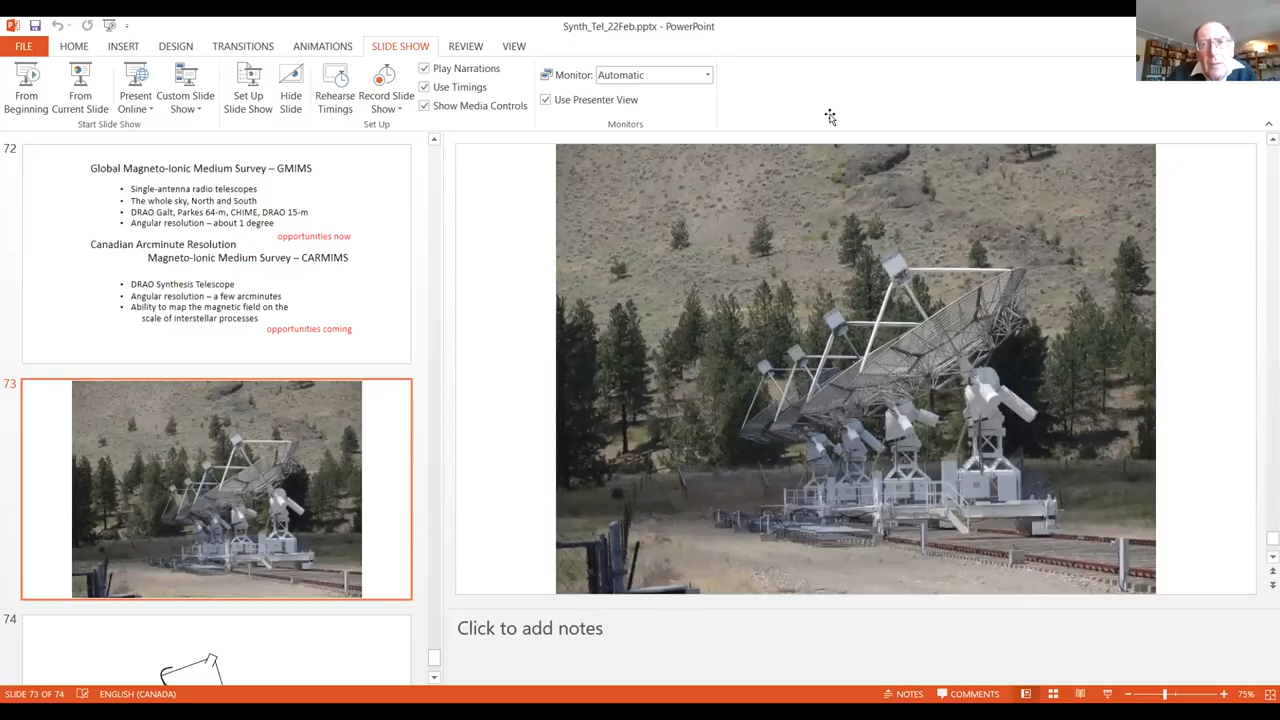 Synth_Tel_22Feb.pptx - PowerPoint
FILE HOME INSERT DESIGN TRANSITIONS ANIMATIONS SLIDE SHOW REVIEW VIEW
From Beginning
From Current Slide
Present Online
Custom Slide Show
Start Slide Show
Set Up Slide Show
Hide Slide
Rehearse Timings
Record Slide Show
Play Narrations
Use Timings
Show Media Controls
Set Up
Monitor: Automatic
Use Presenter View
Monitors
72
Global Magneto-Ionic Medium Survey – GMIMS
• Single-antenna radio telescopes
• The whole sky, North and South
• DRAO Galt, Parkes 64-m, CHIME, DRAO 15-m
• Angular resolution – about 1 degree
opportunities now
Canadian Arcminute Resolution
Magneto-Ionic Medium Survey – CARMIMS
• DRAO Synthesis Telescope
• Angular resolution – a few arcminutes
• Ability to map the magnetic field on the
scale of interstellar processes
opportunities coming
73
74
Click to add notes
SLIDE 73 OF 74 ENGLISH (CANADA) NOTES COMMENTS 75%